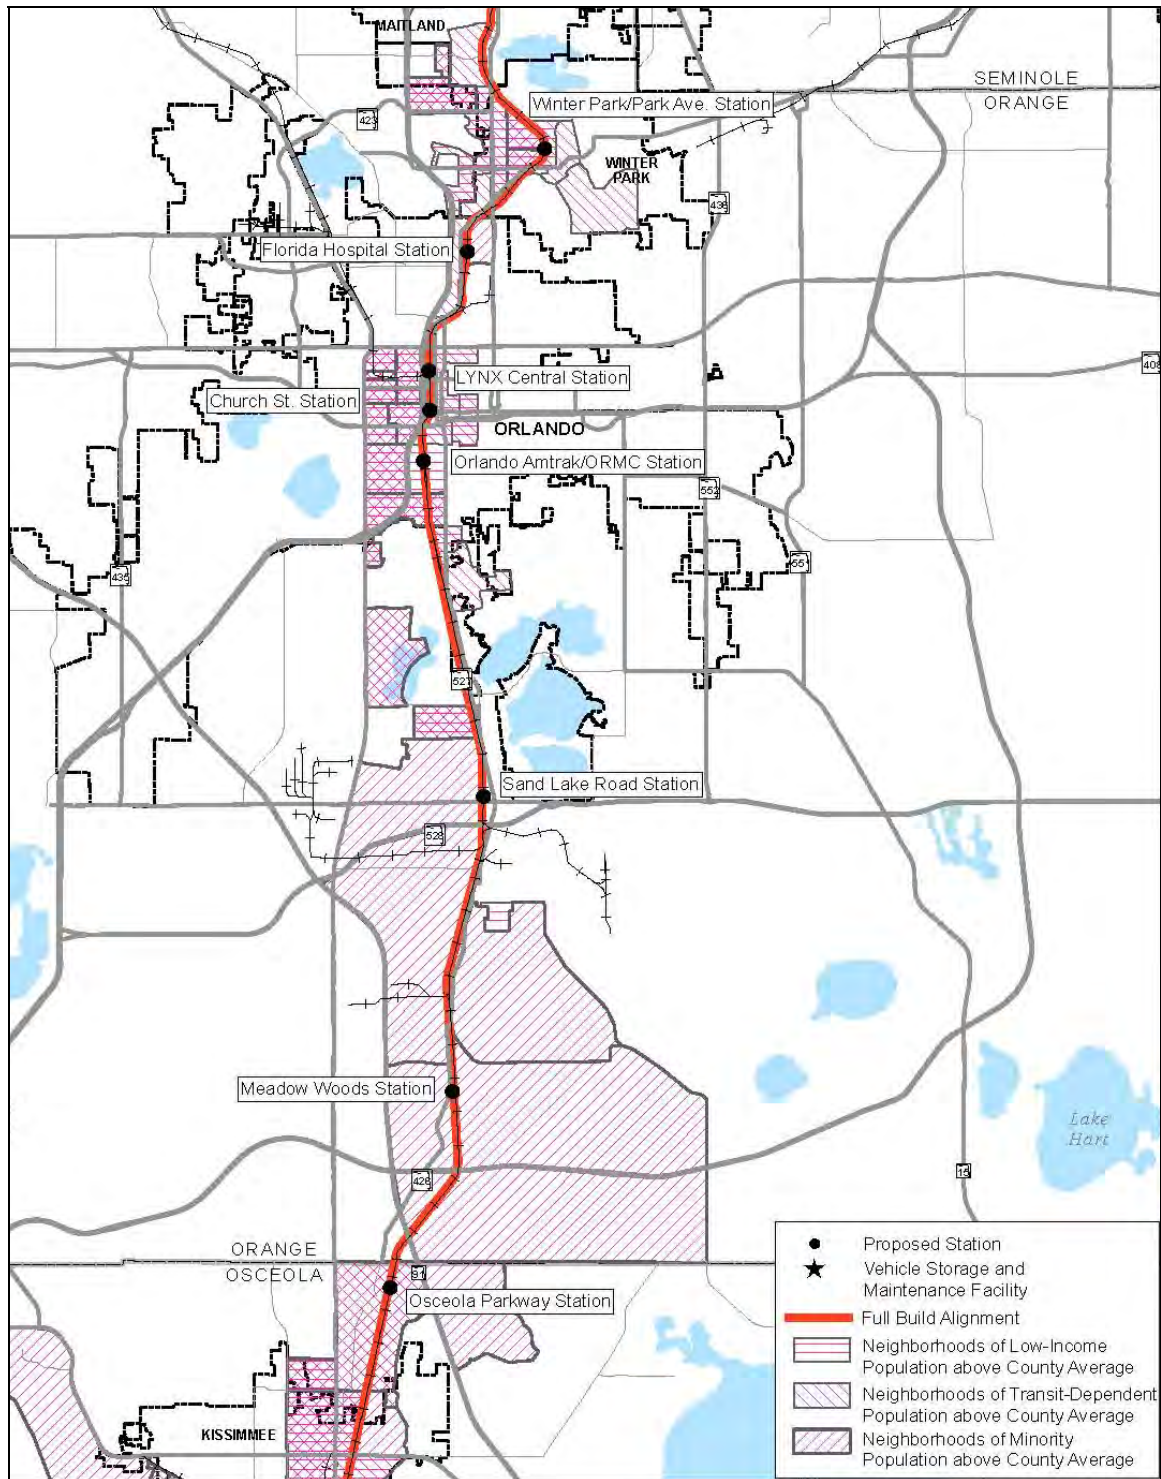 MAITLAND
SEMINOLE
ORANGE
Winter Park/Park Ave. Station
423
WINTER
PARK
436
Florida Hospital Station
408
LYNX Central Station
Church St. Station
ORLANDO
Orlando Amtrak/ORMC Station
552
551
435
527
Sand Lake Road Station
528
Meadow Woods Station
Lake
Hart
15
426
ORANGE
OSCEOLA
91
Osceola Parkway Station
KISSIMMEE
Proposed Station
Vehicle Storage and
Maintenance Facility
Full Build Alignment
Neighborhoods of Low-Income
Population above County Average
Neighborhoods of Transit-Dependent
Population above County Average
Neighborhoods of Minority
Population above County Average